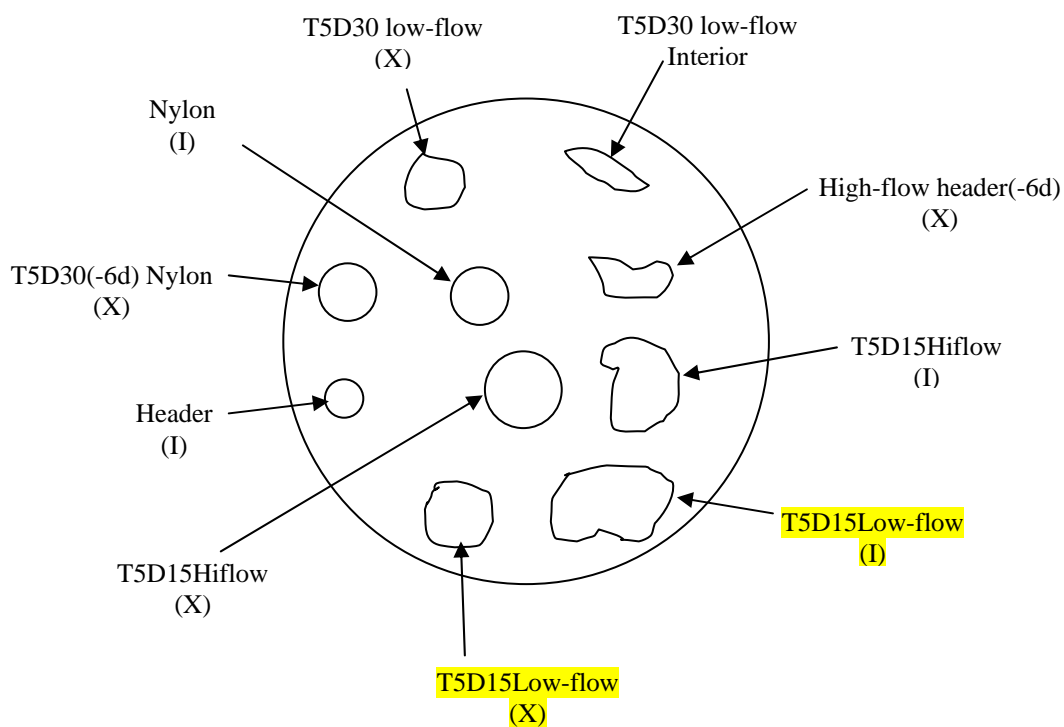 T5D30 low-flow
(X)
T5D30 low-flow
Interior
Nylon
(I)
High-flow header(-6d)
(X)
T5D30(-6d) Nylon
(X)
T5D15Hiflow
(I)
Header
(I)
T5D15Low-flow
(I)
T5D15Hiflow
(X)
T5D15Low-flow
(X)